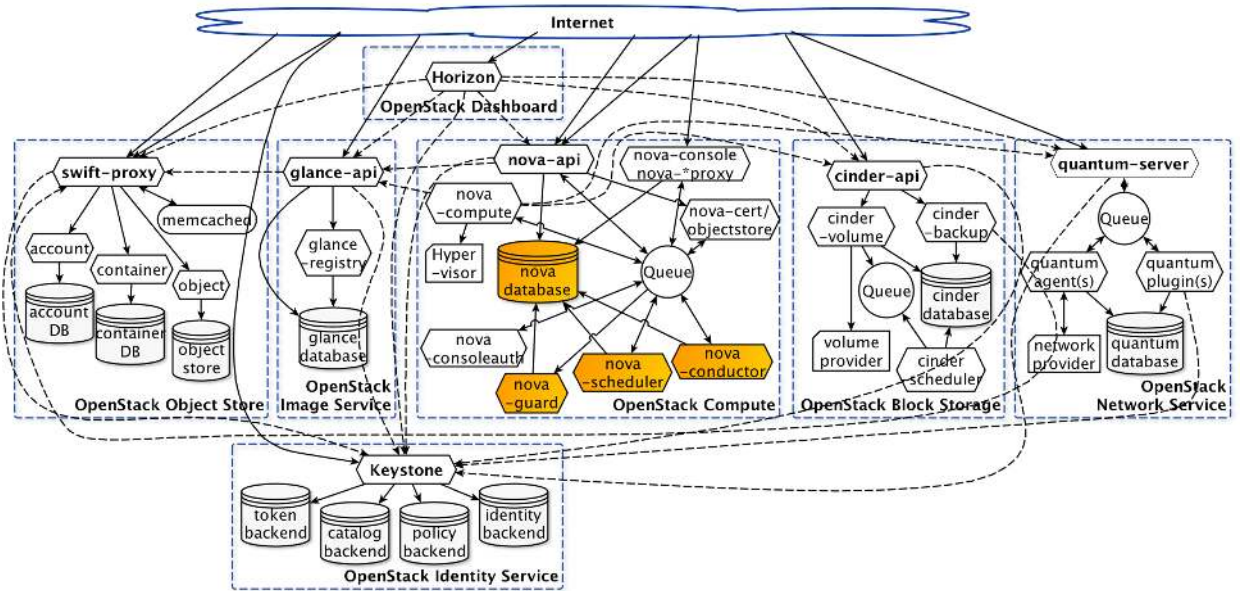 Internet
Horizon
OpenStack Dashboard
swift-proxy
memcached
account
container
object
account
DB
container
DB
object
store
OpenStack Object Store
glance-api
glance
-registry
glance
database
OpenStack
Image Service
nova-api
nova-console
nova-*proxy
nova
-compute
nova-cert/
objectstore
Hyper
-visor
nova
database
Queue
nova
-consoleauth
nova
-guard
nova
-scheduler
nova
-conductor
OpenStack Compute
cinder-api
cinder
-volume
cinder
-backup
Queue
cinder
database
volume
provider
cinder
-scheduler
OpenStack Block Storage
quantum-server
Queue
quantum
agent(s)
quantum
plugin(s)
network
provider
quantum
database
OpenStack
Network Service
Keystone
token
backend
catalog
backend
policy
backend
identity
backend
OpenStack Identity Service